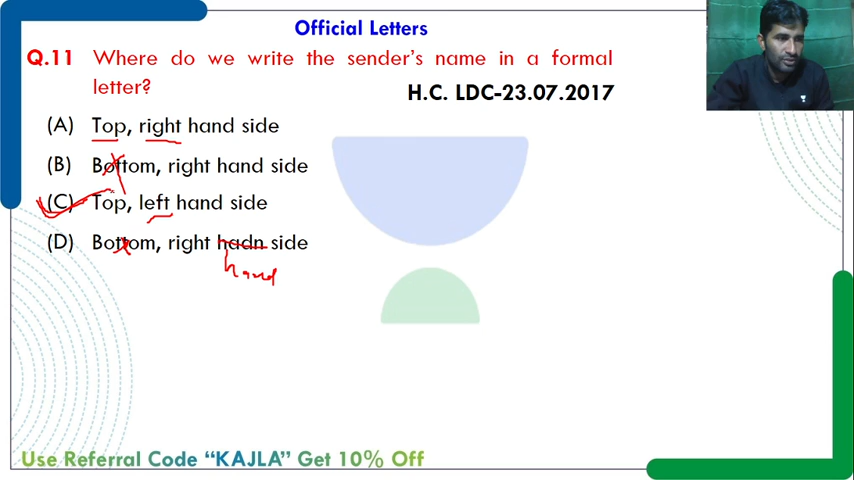 Official Letters
Q.11 Where do we write the sender's name in a formal
letter?
H.C. LDC-23.07.2017
(A) Top, right hand side
(B) Bottom, right hand side
(C) Top, left hand side
(D) Bottom, right hadn side
hand
Use Referral Code “KAJLA” Get 10% Off